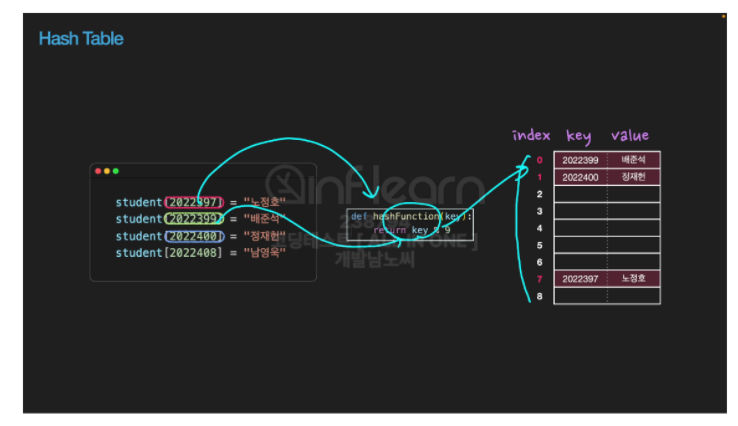 Hash Table
index key value
student[2022397] = "노정호"
student[2022399] = "배준석"
student[2022400] = "정재헌"
student[2022408] = "남영욱"
inflearn
def hashFunction(key):
return key % 9
개발남노씨
0 2022399 배준석
1 2022400 정재헌
2
3
4
5
6
7 2022397 노정호
8